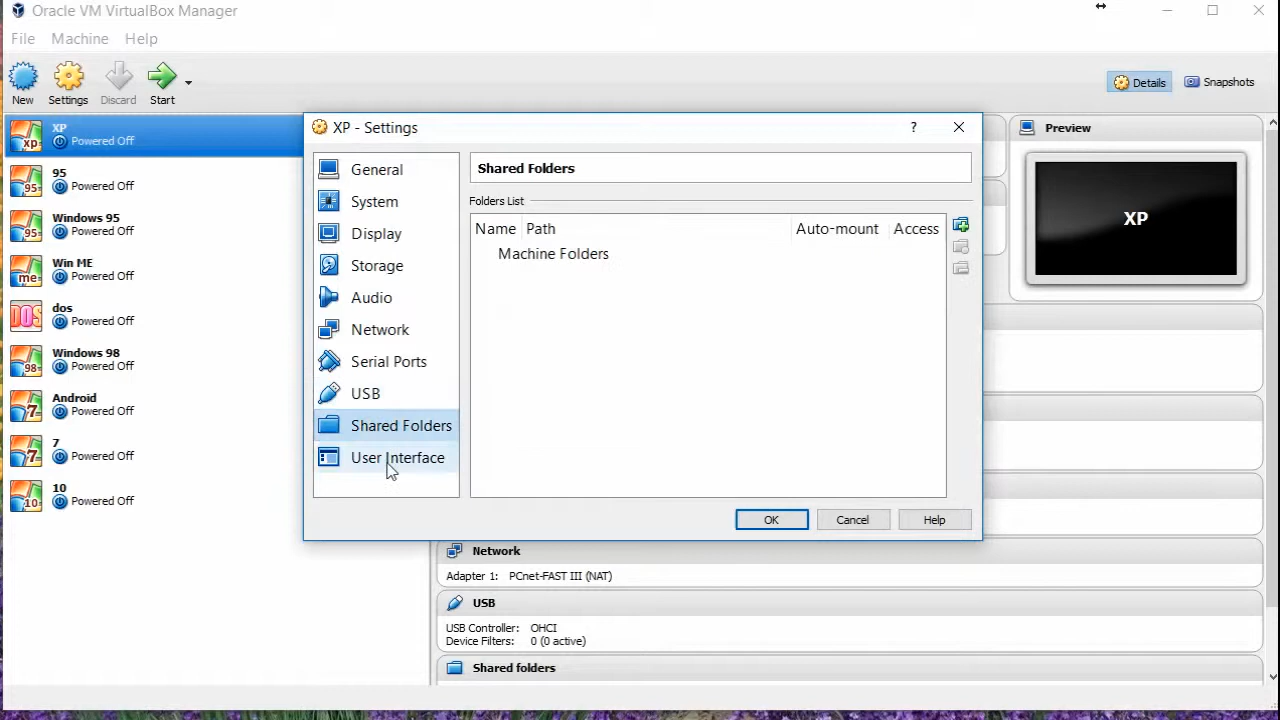 Oracle VM VirtualBox Manager
File Machine Help
New Settings Discard Start
Details Snapshots
XP
Powered Off
95
Powered Off
Windows 95
Powered Off
Win ME
Powered Off
dos
Powered Off
Windows 98
Powered Off
Android
Powered Off
7
Powered Off
10
Powered Off
XP - Settings
?
General
System
Display
Storage
Audio
Network
Serial Ports
USB
Shared Folders
User Interface
Shared Folders
Folders List
Name Path Auto-mount Access
Machine Folders
OK Cancel Help
Preview
XP
Network
Adapter 1: PCnet-FAST III (NAT)
USB
USB Controller: OHCI
Device Filters: 0 (0 active)
Shared folders